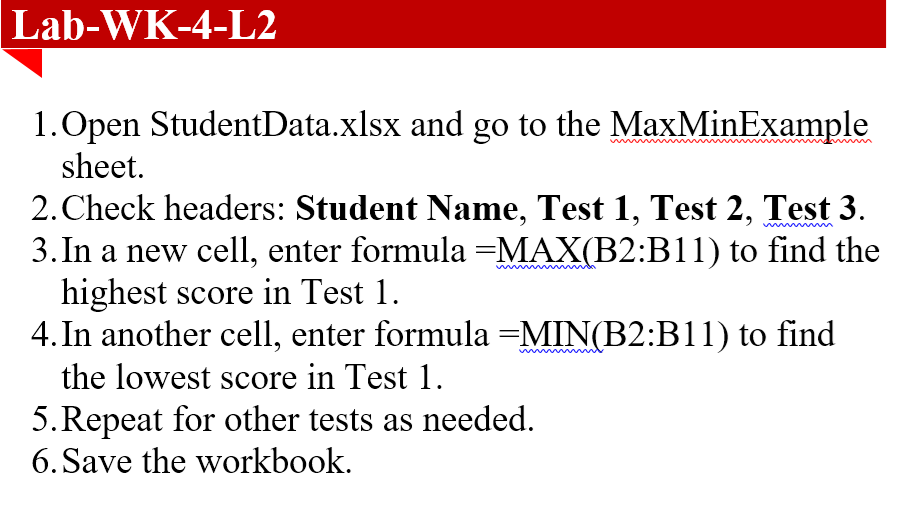 Lab-WK-4-L2
1. Open StudentData.xlsx and go to the MaxMinExample
sheet.
2. Check headers: Student Name, Test 1, Test 2, Test 3.
3. In a new cell, enter formula =MAX(B2:B11) to find the
highest score in Test 1.
4. In another cell, enter formula =MIN(B2:B11) to find
the lowest score in Test 1.
5. Repeat for other tests as needed.
6. Save the workbook.